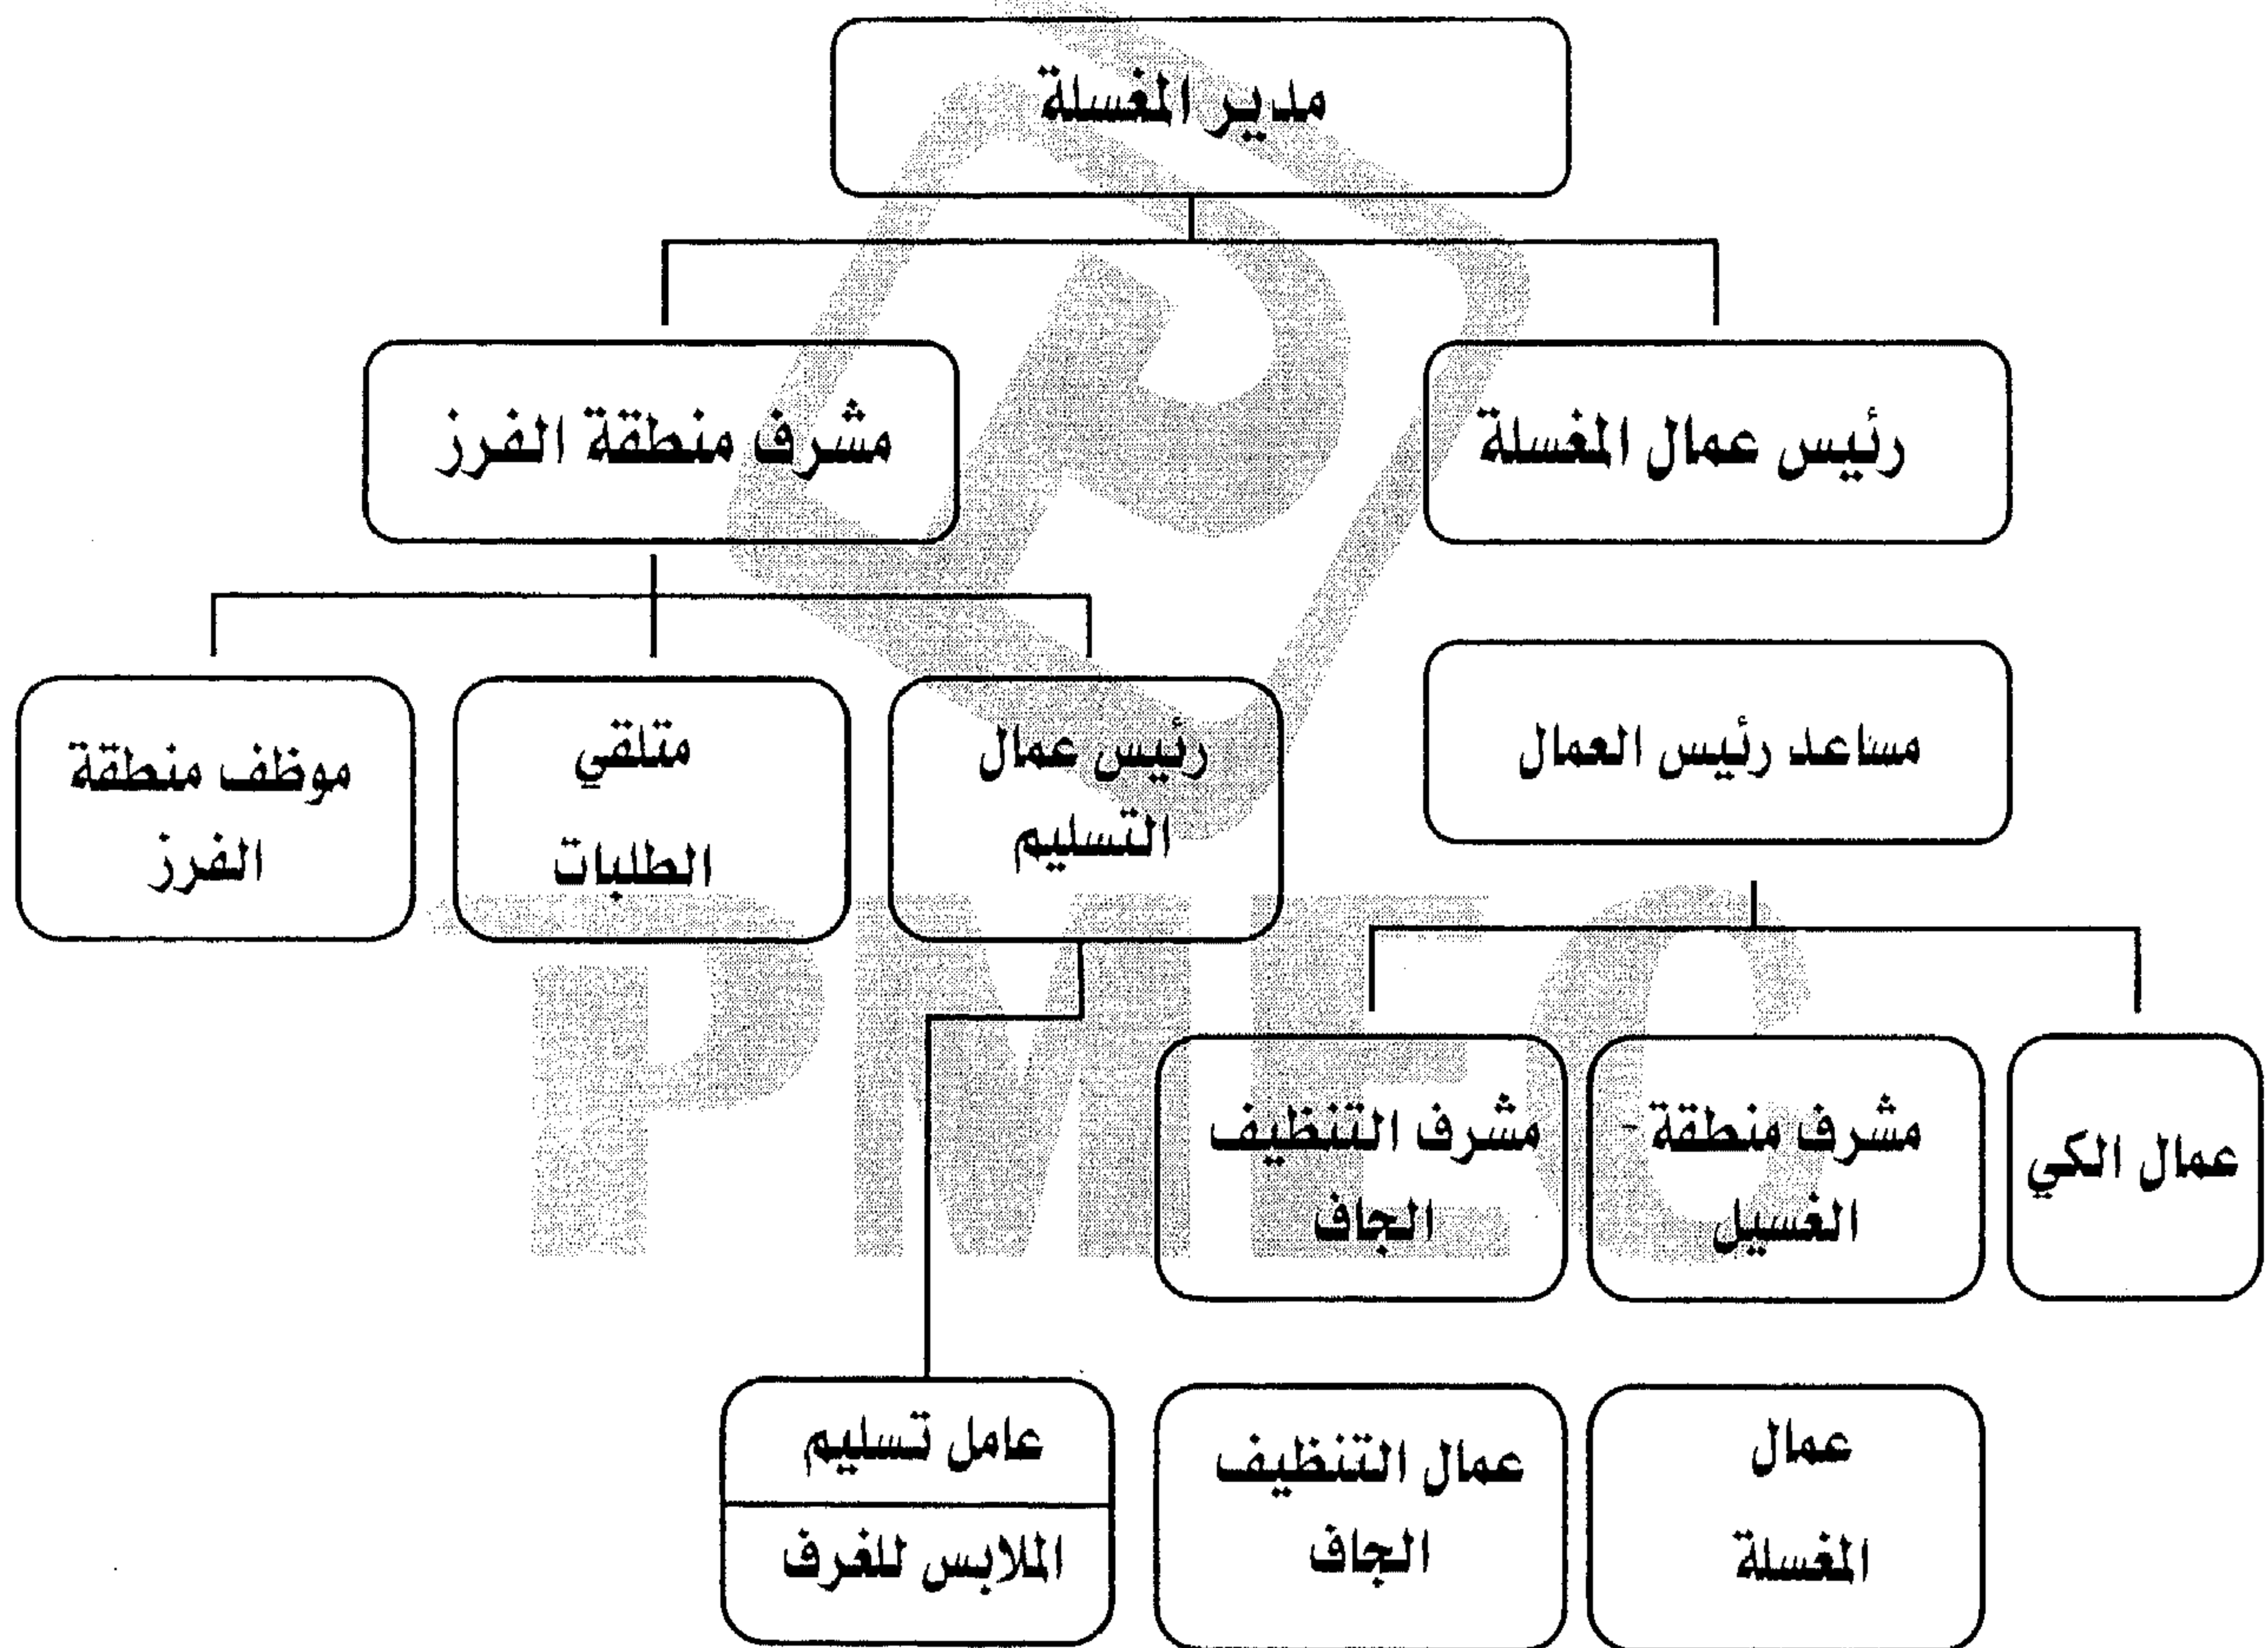 مدير المغسلة
رئيس عمال المغسلة
مشرف منطقة الفرز
مساعد رئيس العمال
رئيس عمال
التسليم
متلقي
الطلبات
موظف منطقة
الفرز
عمال الكي
مشرف منطقة
الغسيل
مشرف التنظيف
الجاف
عمال
المغسلة
عمال التنظيف
الجاف
عامل تسليم
الملابس للغرف
PMEC